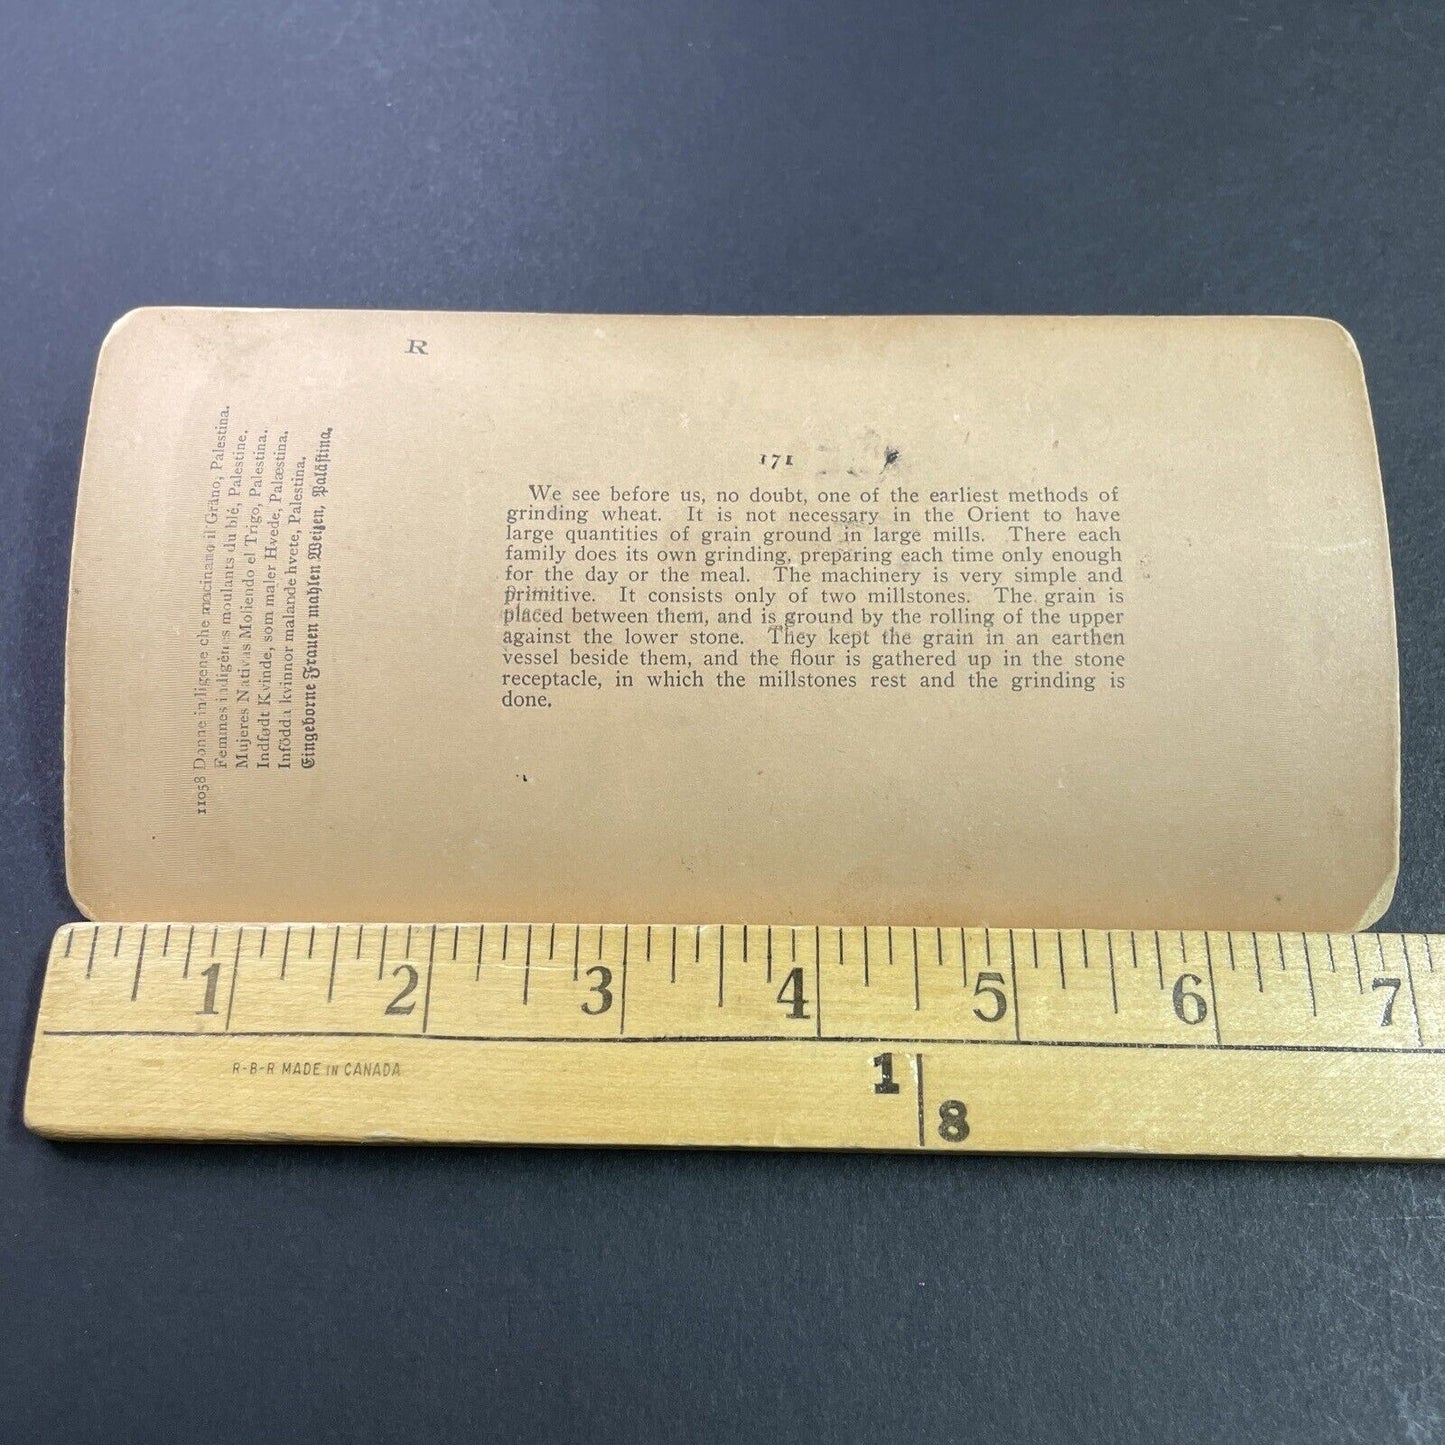 R
11058 Donne indigene che macinano il Grano, Palestina.
Femmes indigénes moulants du blé, Palestine.
Mujeres Nativas Moliendo el Trigo, Palestina.
Indfødt Kvinde, som maler Hvede, Palæstina.
Infödda kvinnor malande hvete, Palestina.
Eingeborne Frauen mahlen Weizen, Palästina.
171
We see before us, no doubt, one of the earliest methods of
grinding wheat. It is not necessary in the Orient to have
large quantities of grain ground in large mills. There each
family does its own grinding, preparing each time only enough
for the day or the meal. The machinery is very simple and
primitive. It consists only of two millstones. The grain is
placed between them, and is ground by the rolling of the upper
against the lower stone. They kept the grain in an earthen
vessel beside them, and the flour is gathered up in the stone
receptacle, in which the millstones rest and the grinding is
done.
1 2 3 4 5 6 7
R-B-R MADE IN CANADA
1
8